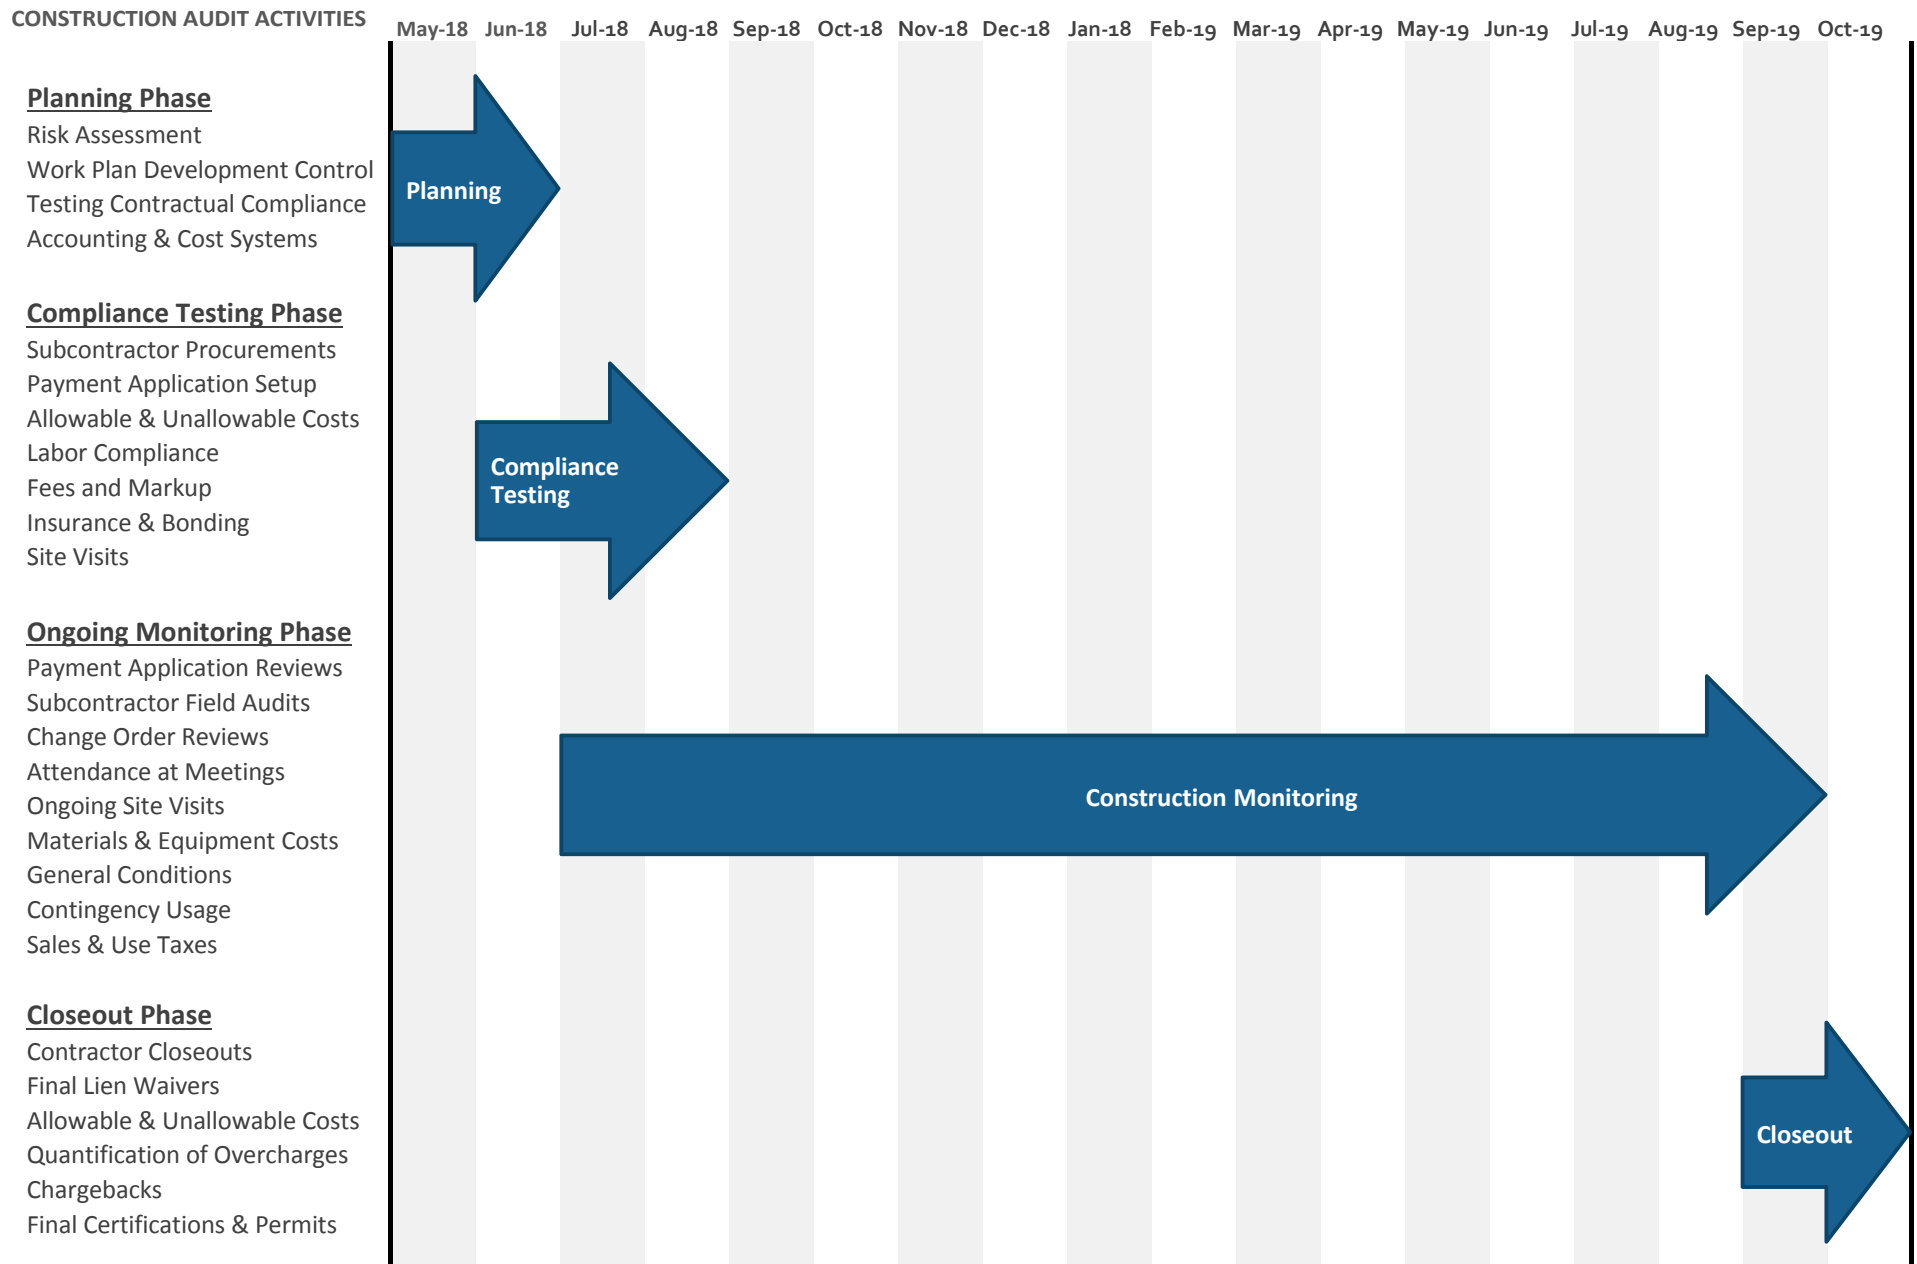 CONSTRUCTION AUDIT ACTIVITIES
May-18 Jun-18 Jul-18 Aug-18 Sep-18 Oct-18 Nov-18 Dec-18 Jan-18 Feb-19 Mar-19 Apr-19 May-19 Jun-19 Jul-19 Aug-19 Sep-19 Oct-19
Planning Phase
Risk Assessment
Work Plan Development Control
Testing Contractual Compliance
Accounting & Cost Systems
Planning
Compliance Testing Phase
Subcontractor Procurements
Payment Application Setup
Allowable & Unallowable Costs
Labor Compliance
Fees and Markup
Insurance & Bonding
Site Visits
Compliance
Testing
Ongoing Monitoring Phase
Payment Application Reviews
Subcontractor Field Audits
Change Order Reviews
Attendance at Meetings
Ongoing Site Visits
Materials & Equipment Costs
General Conditions
Contingency Usage
Sales & Use Taxes
Construction Monitoring
Closeout Phase
Contractor Closeouts
Final Lien Waivers
Allowable & Unallowable Costs
Quantification of Overcharges
Chargebacks
Final Certifications & Permits
Closeout